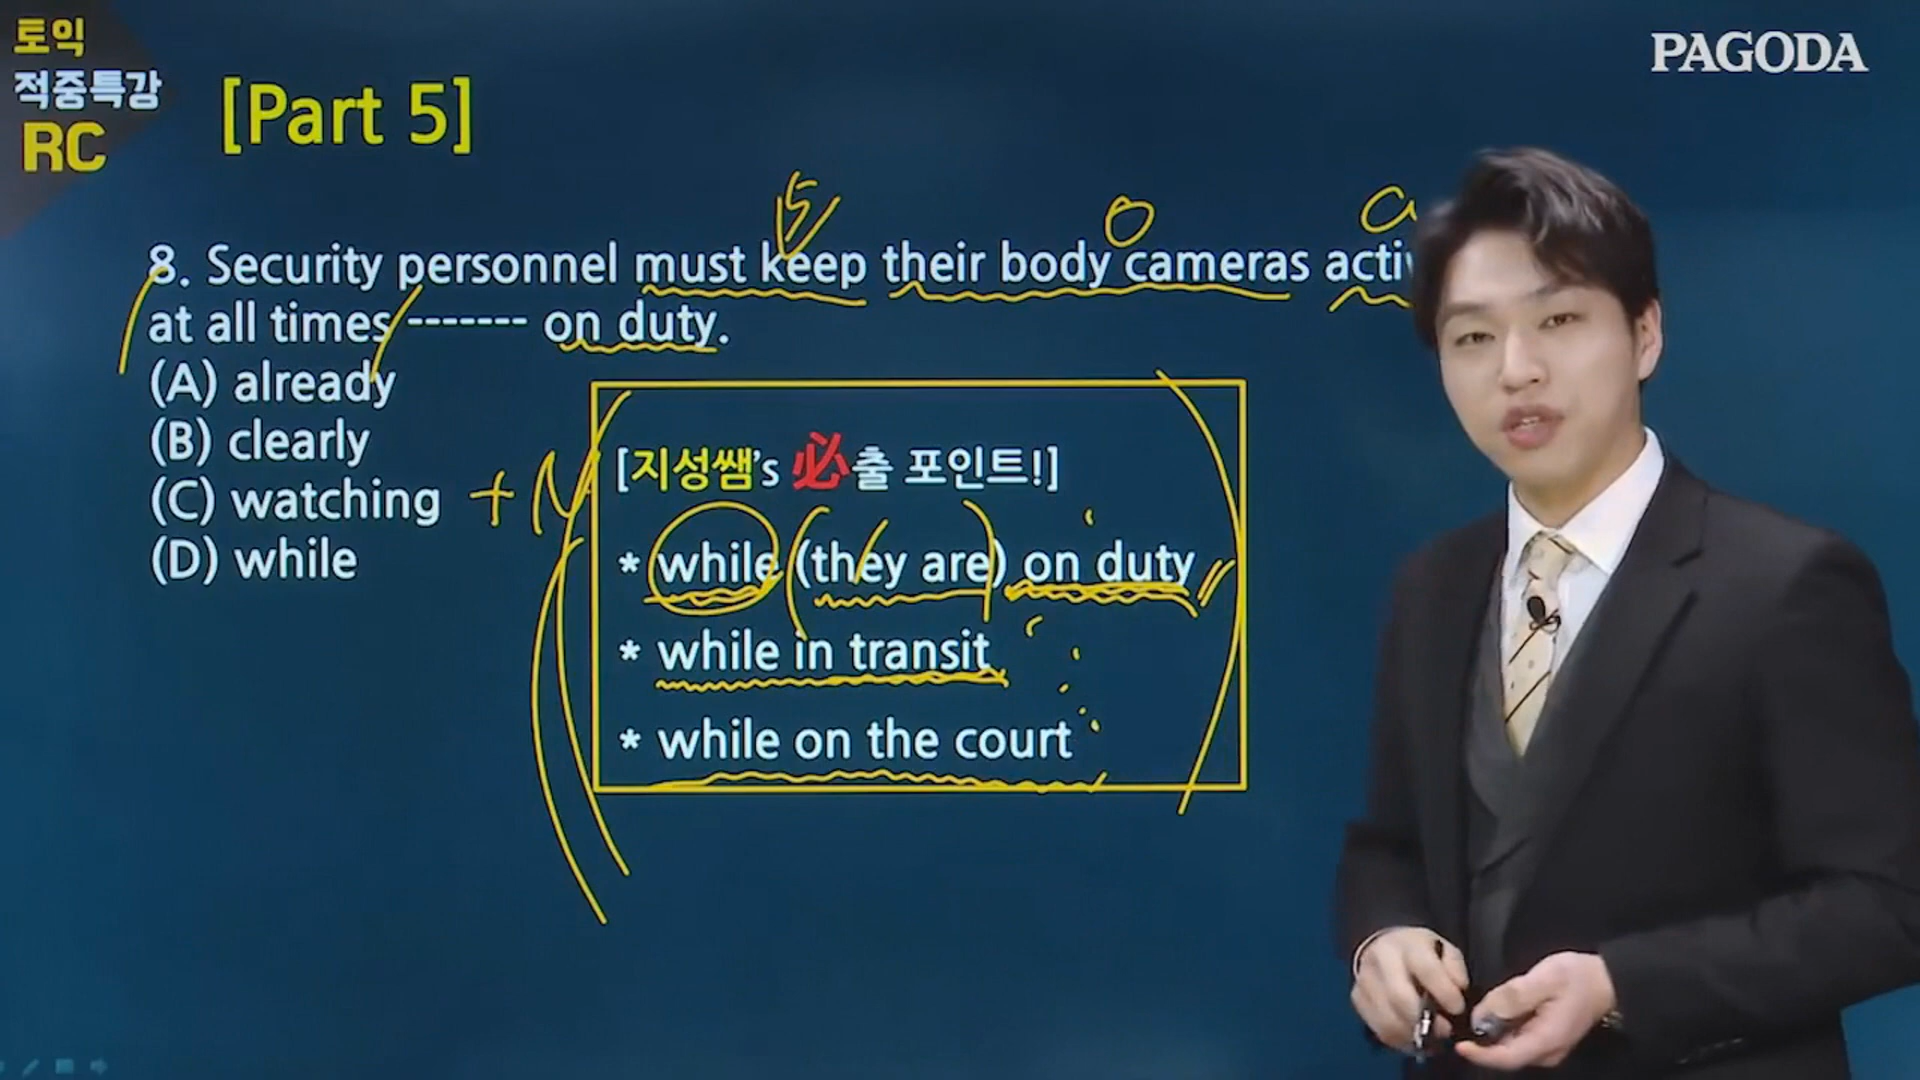 토익
적중특강
RC
[Part 5]
PAGODA
5
O
8. Security personnel must keep their body cameras
at all times ------- on duty.
(A) already
(B) clearly
(C) watching + N
(D) while
[지성쌤's 必출 포인트!]
* while (they are) on duty
* while in transit
* while on the court